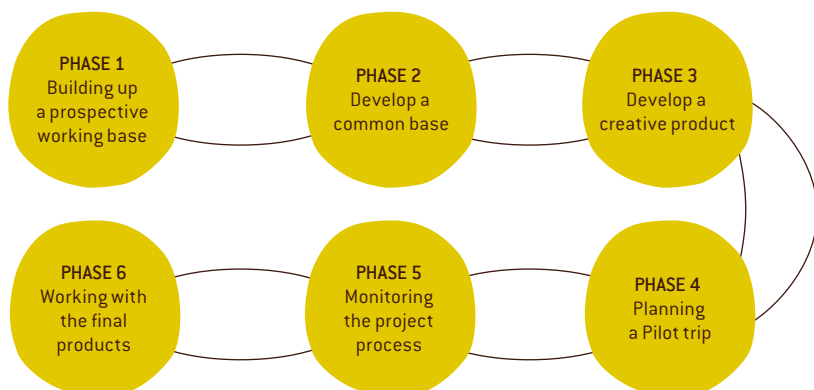 PHASE 1
Building up
a prospective
working base
PHASE 2
Develop a
common base
PHASE 3
Develop a
creative product
PHASE 4
Planning
a Pilot trip
PHASE 5
Monitoring
the project
process
PHASE 6
Working with
the final
products